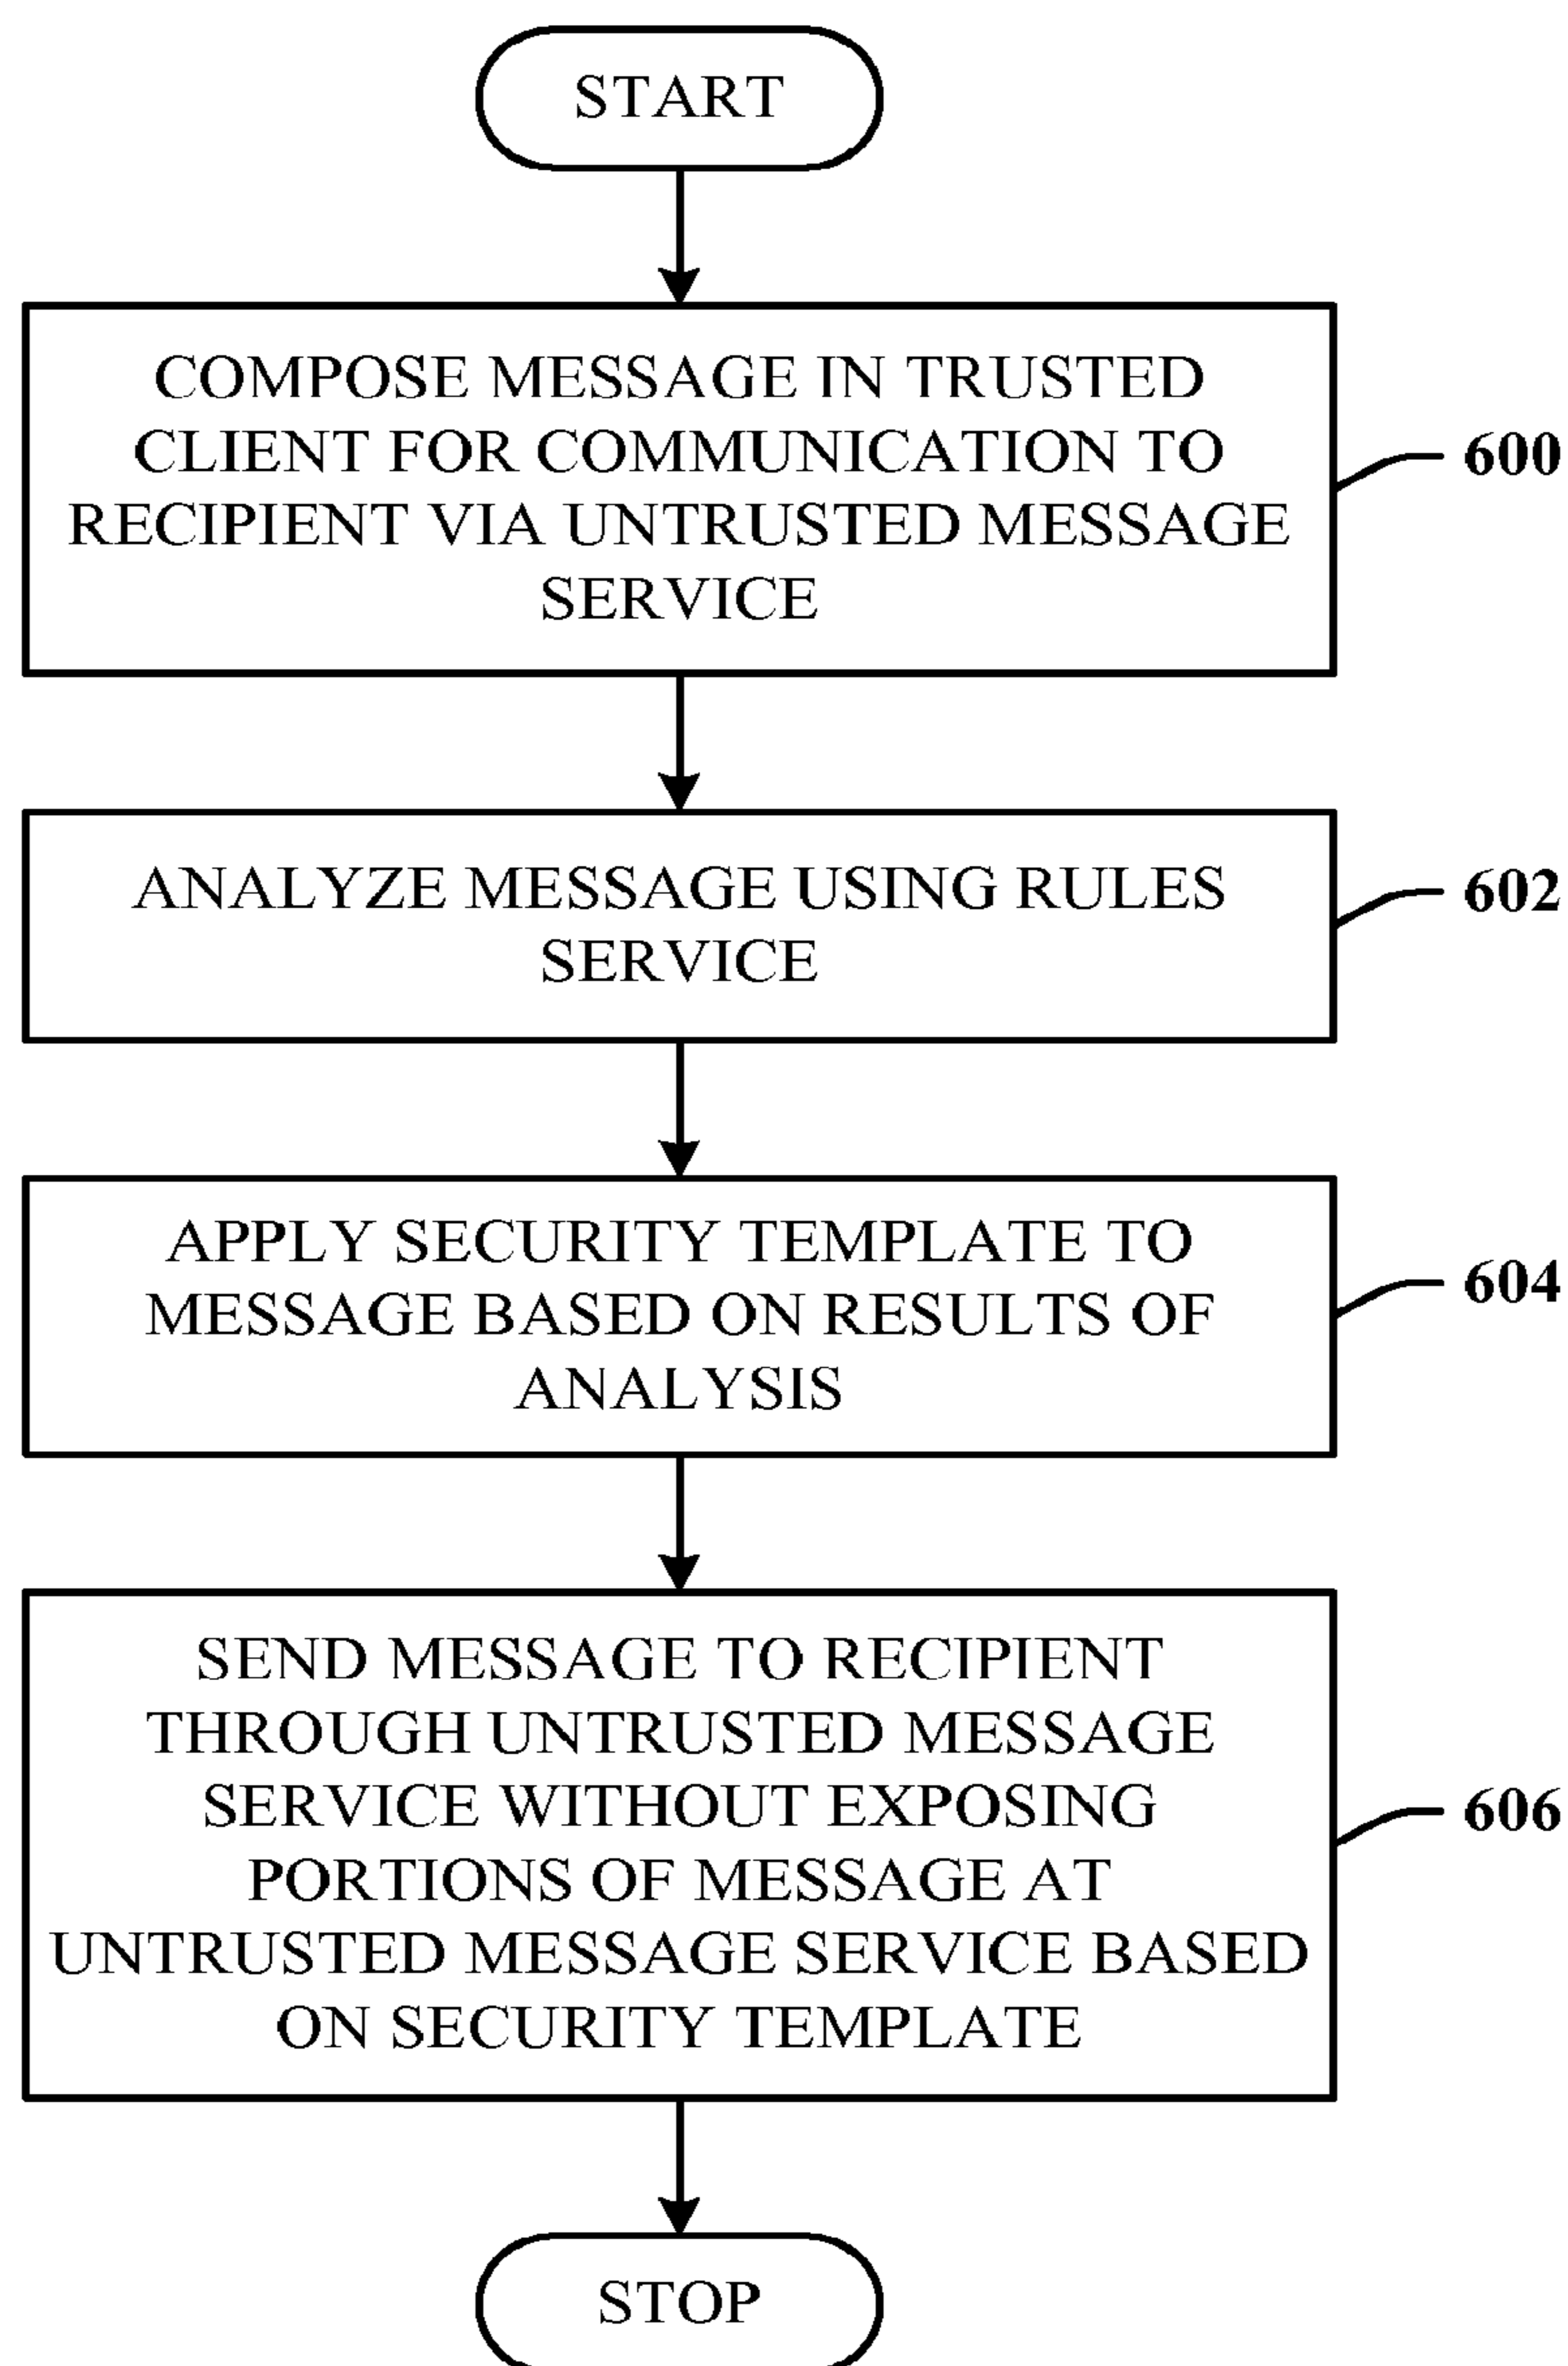 START
COMPOSE MESSAGE IN TRUSTED
CLIENT FOR COMMUNICATION TO
RECIPIENT VIA UNTRUSTED MESSAGE
SERVICE
600
ANALYZE MESSAGE USING RULES
SERVICE
602
APPLY SECURITY TEMPLATE TO
MESSAGE BASED ON RESULTS OF
ANALYSIS
604
SEND MESSAGE TO RECIPIENT
THROUGH UNTRUSTED MESSAGE
SERVICE WITHOUT EXPOSING
PORTIONS OF MESSAGE AT
UNTRUSTED MESSAGE SERVICE BASED
ON SECURITY TEMPLATE
606
STOP